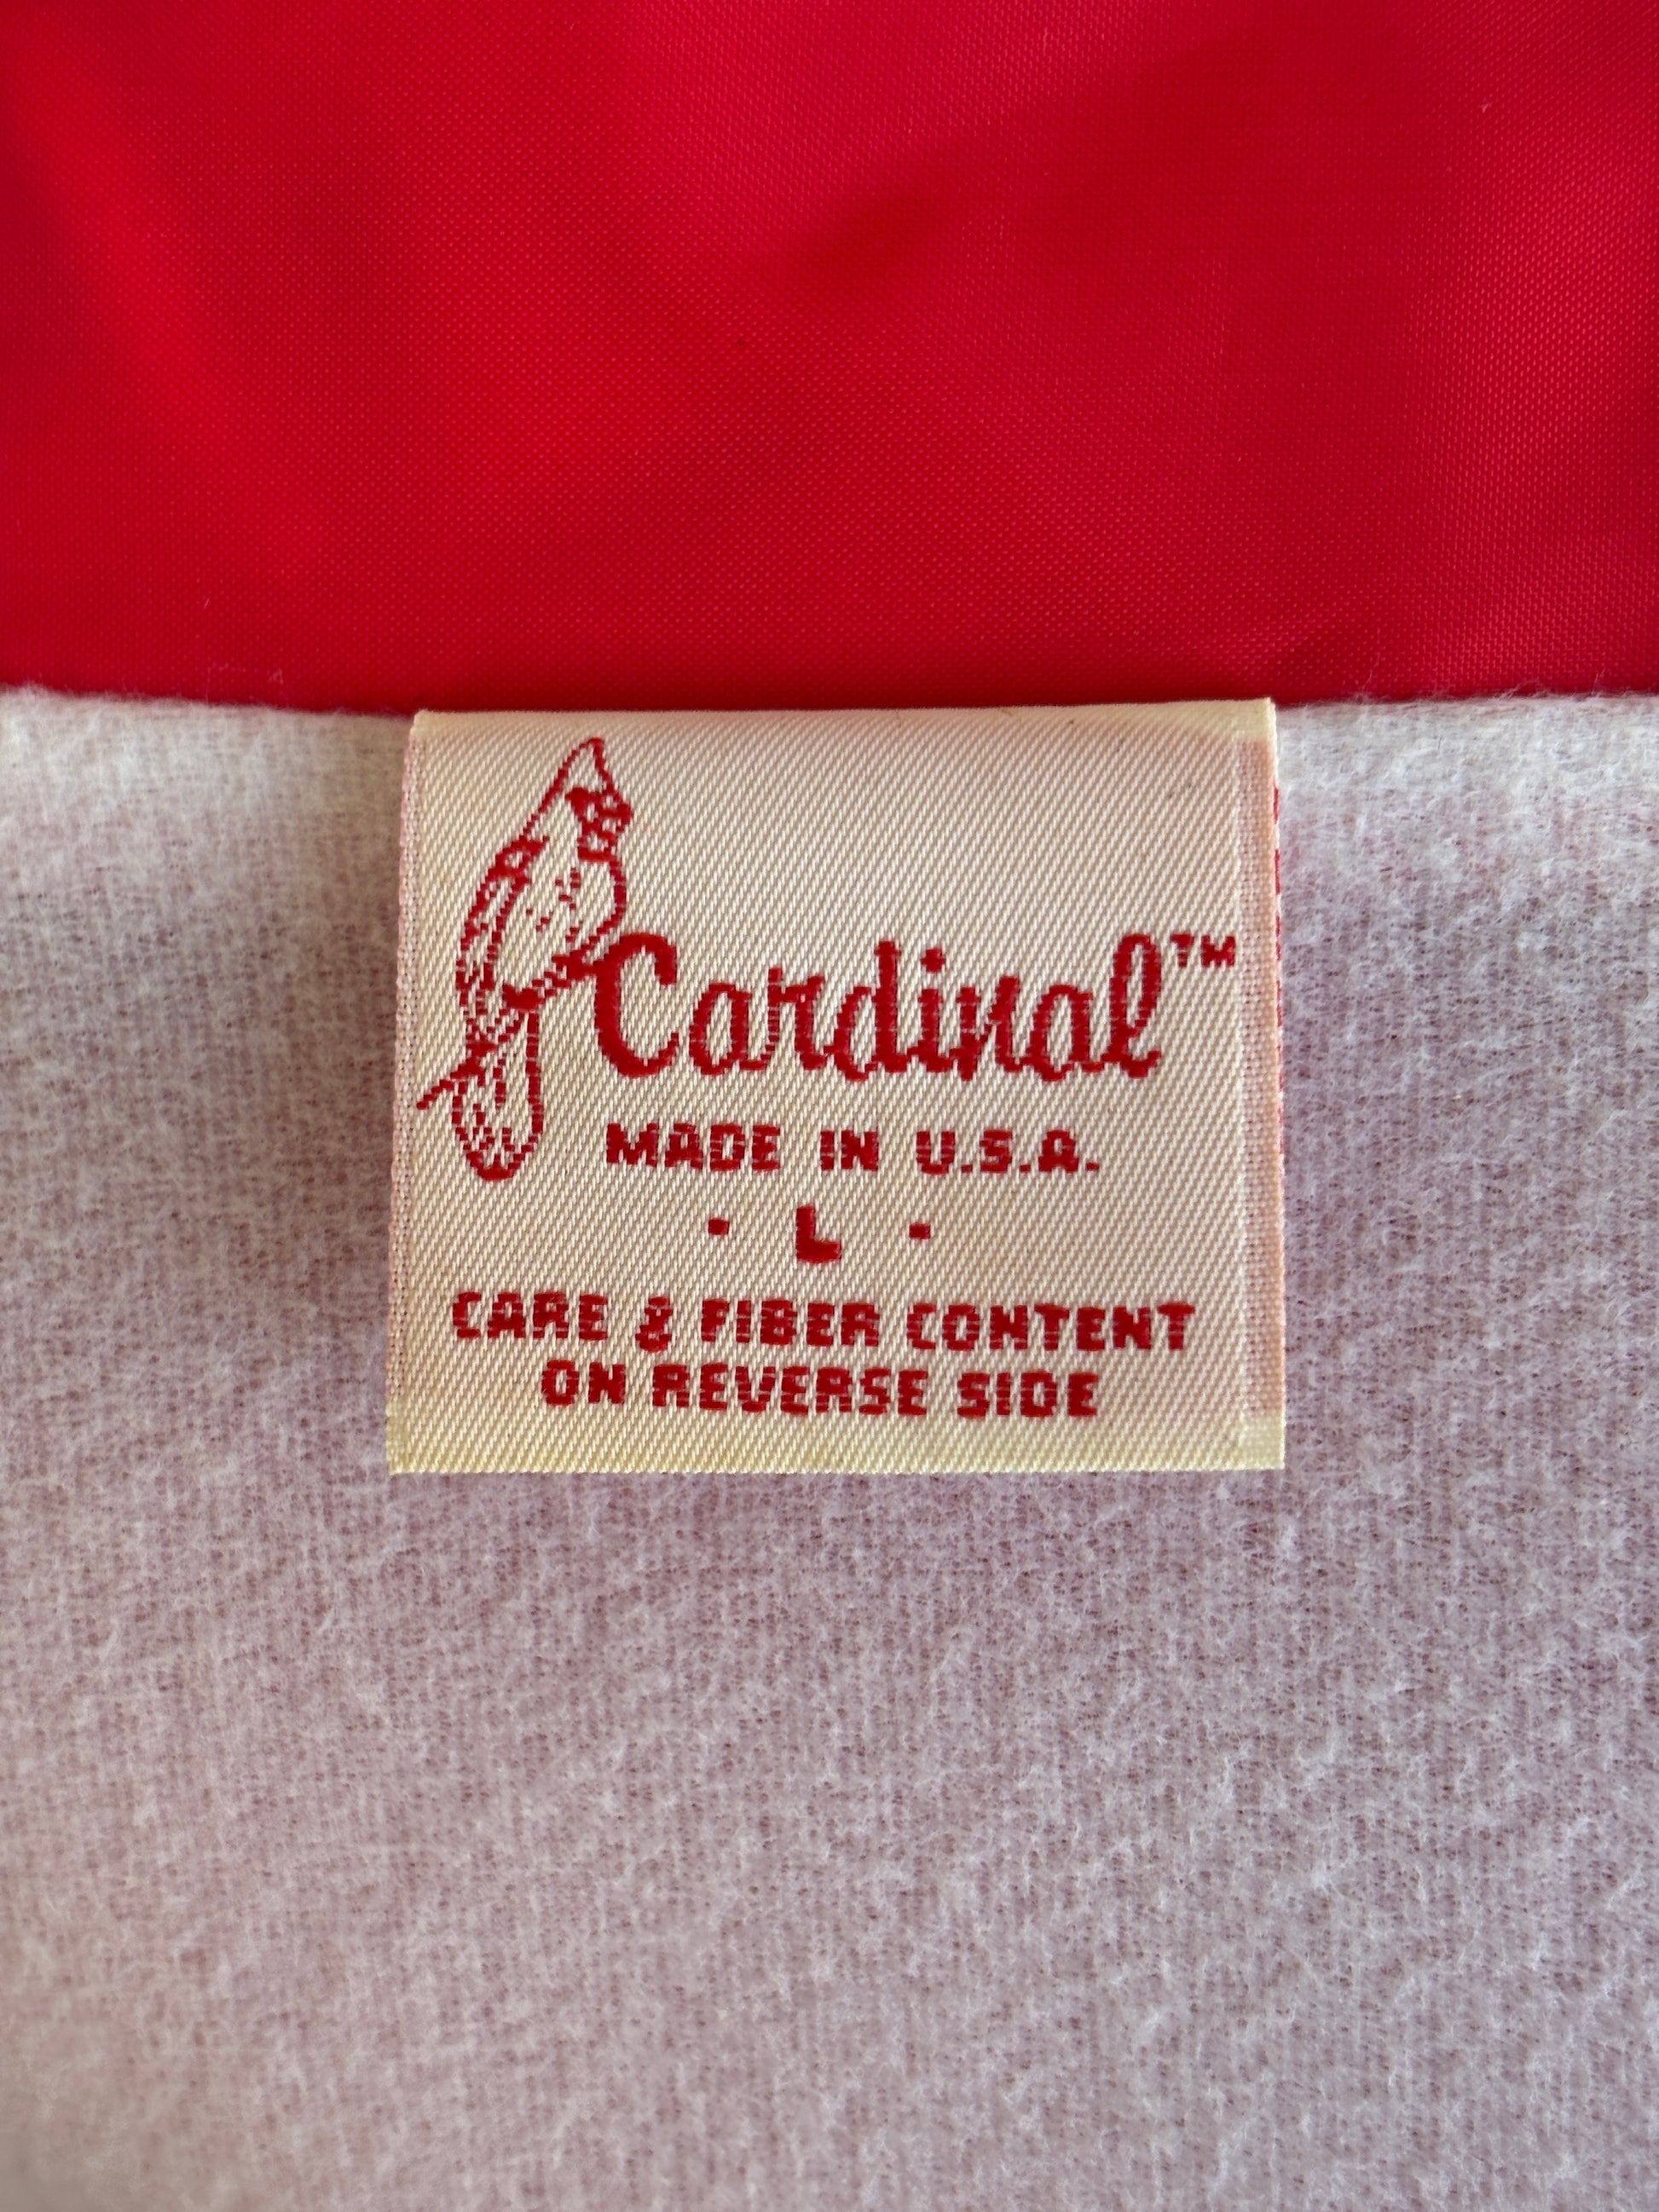 Cardinal™
MADE IN U.S.A.
· L ·
CARE & FIBER CONTENT
ON REVERSE SIDE